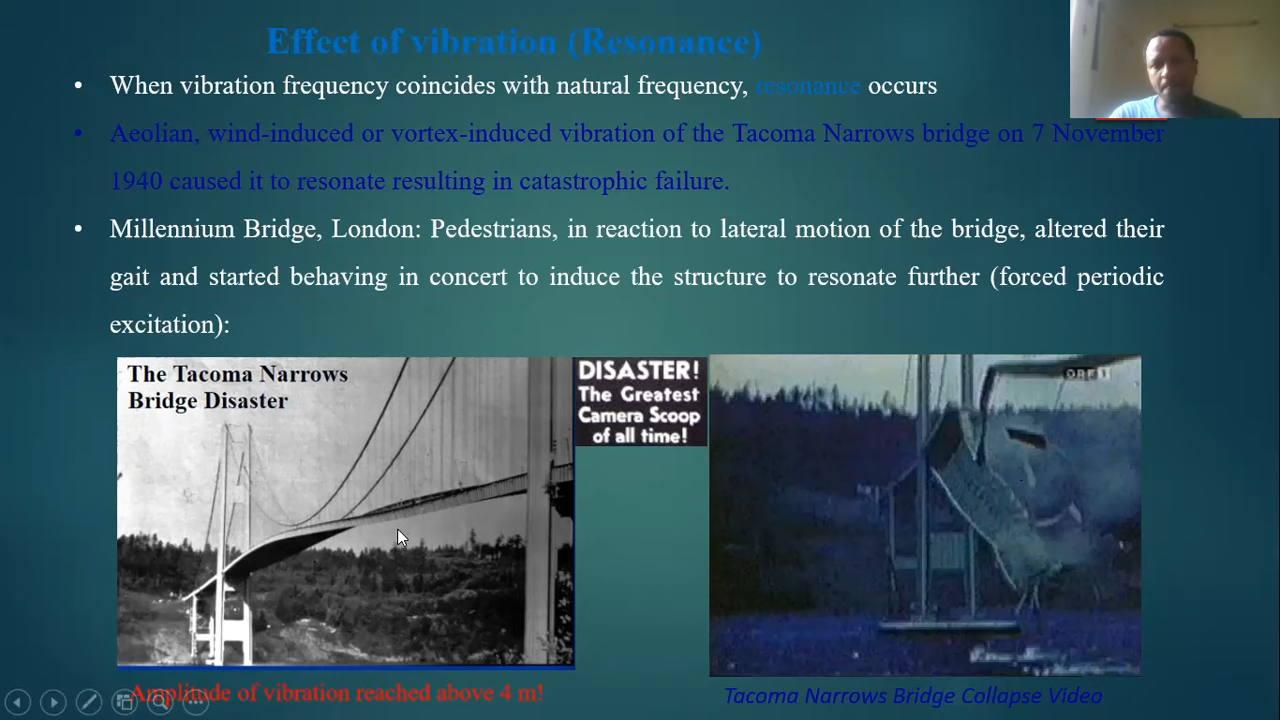 Effect of vibration (Resonance)
• When vibration frequency coincides with natural frequency, resonance occurs
• Aeolian, wind-induced or vortex-induced vibration of the Tacoma Narrows bridge on 7 November
1940 caused it to resonate resulting in catastrophic failure.
• Millennium Bridge, London: Pedestrians, in reaction to lateral motion of the bridge, altered their
gait and started behaving in concert to induce the structure to resonate further (forced periodic
excitation):
The Tacoma Narrows
Bridge Disaster
DISASTER!
The Greatest
Camera Scoop
of all time!
ORF 1
Amplitude of vibration reached above 4 m!
Tacoma Narrows Bridge Collapse Video